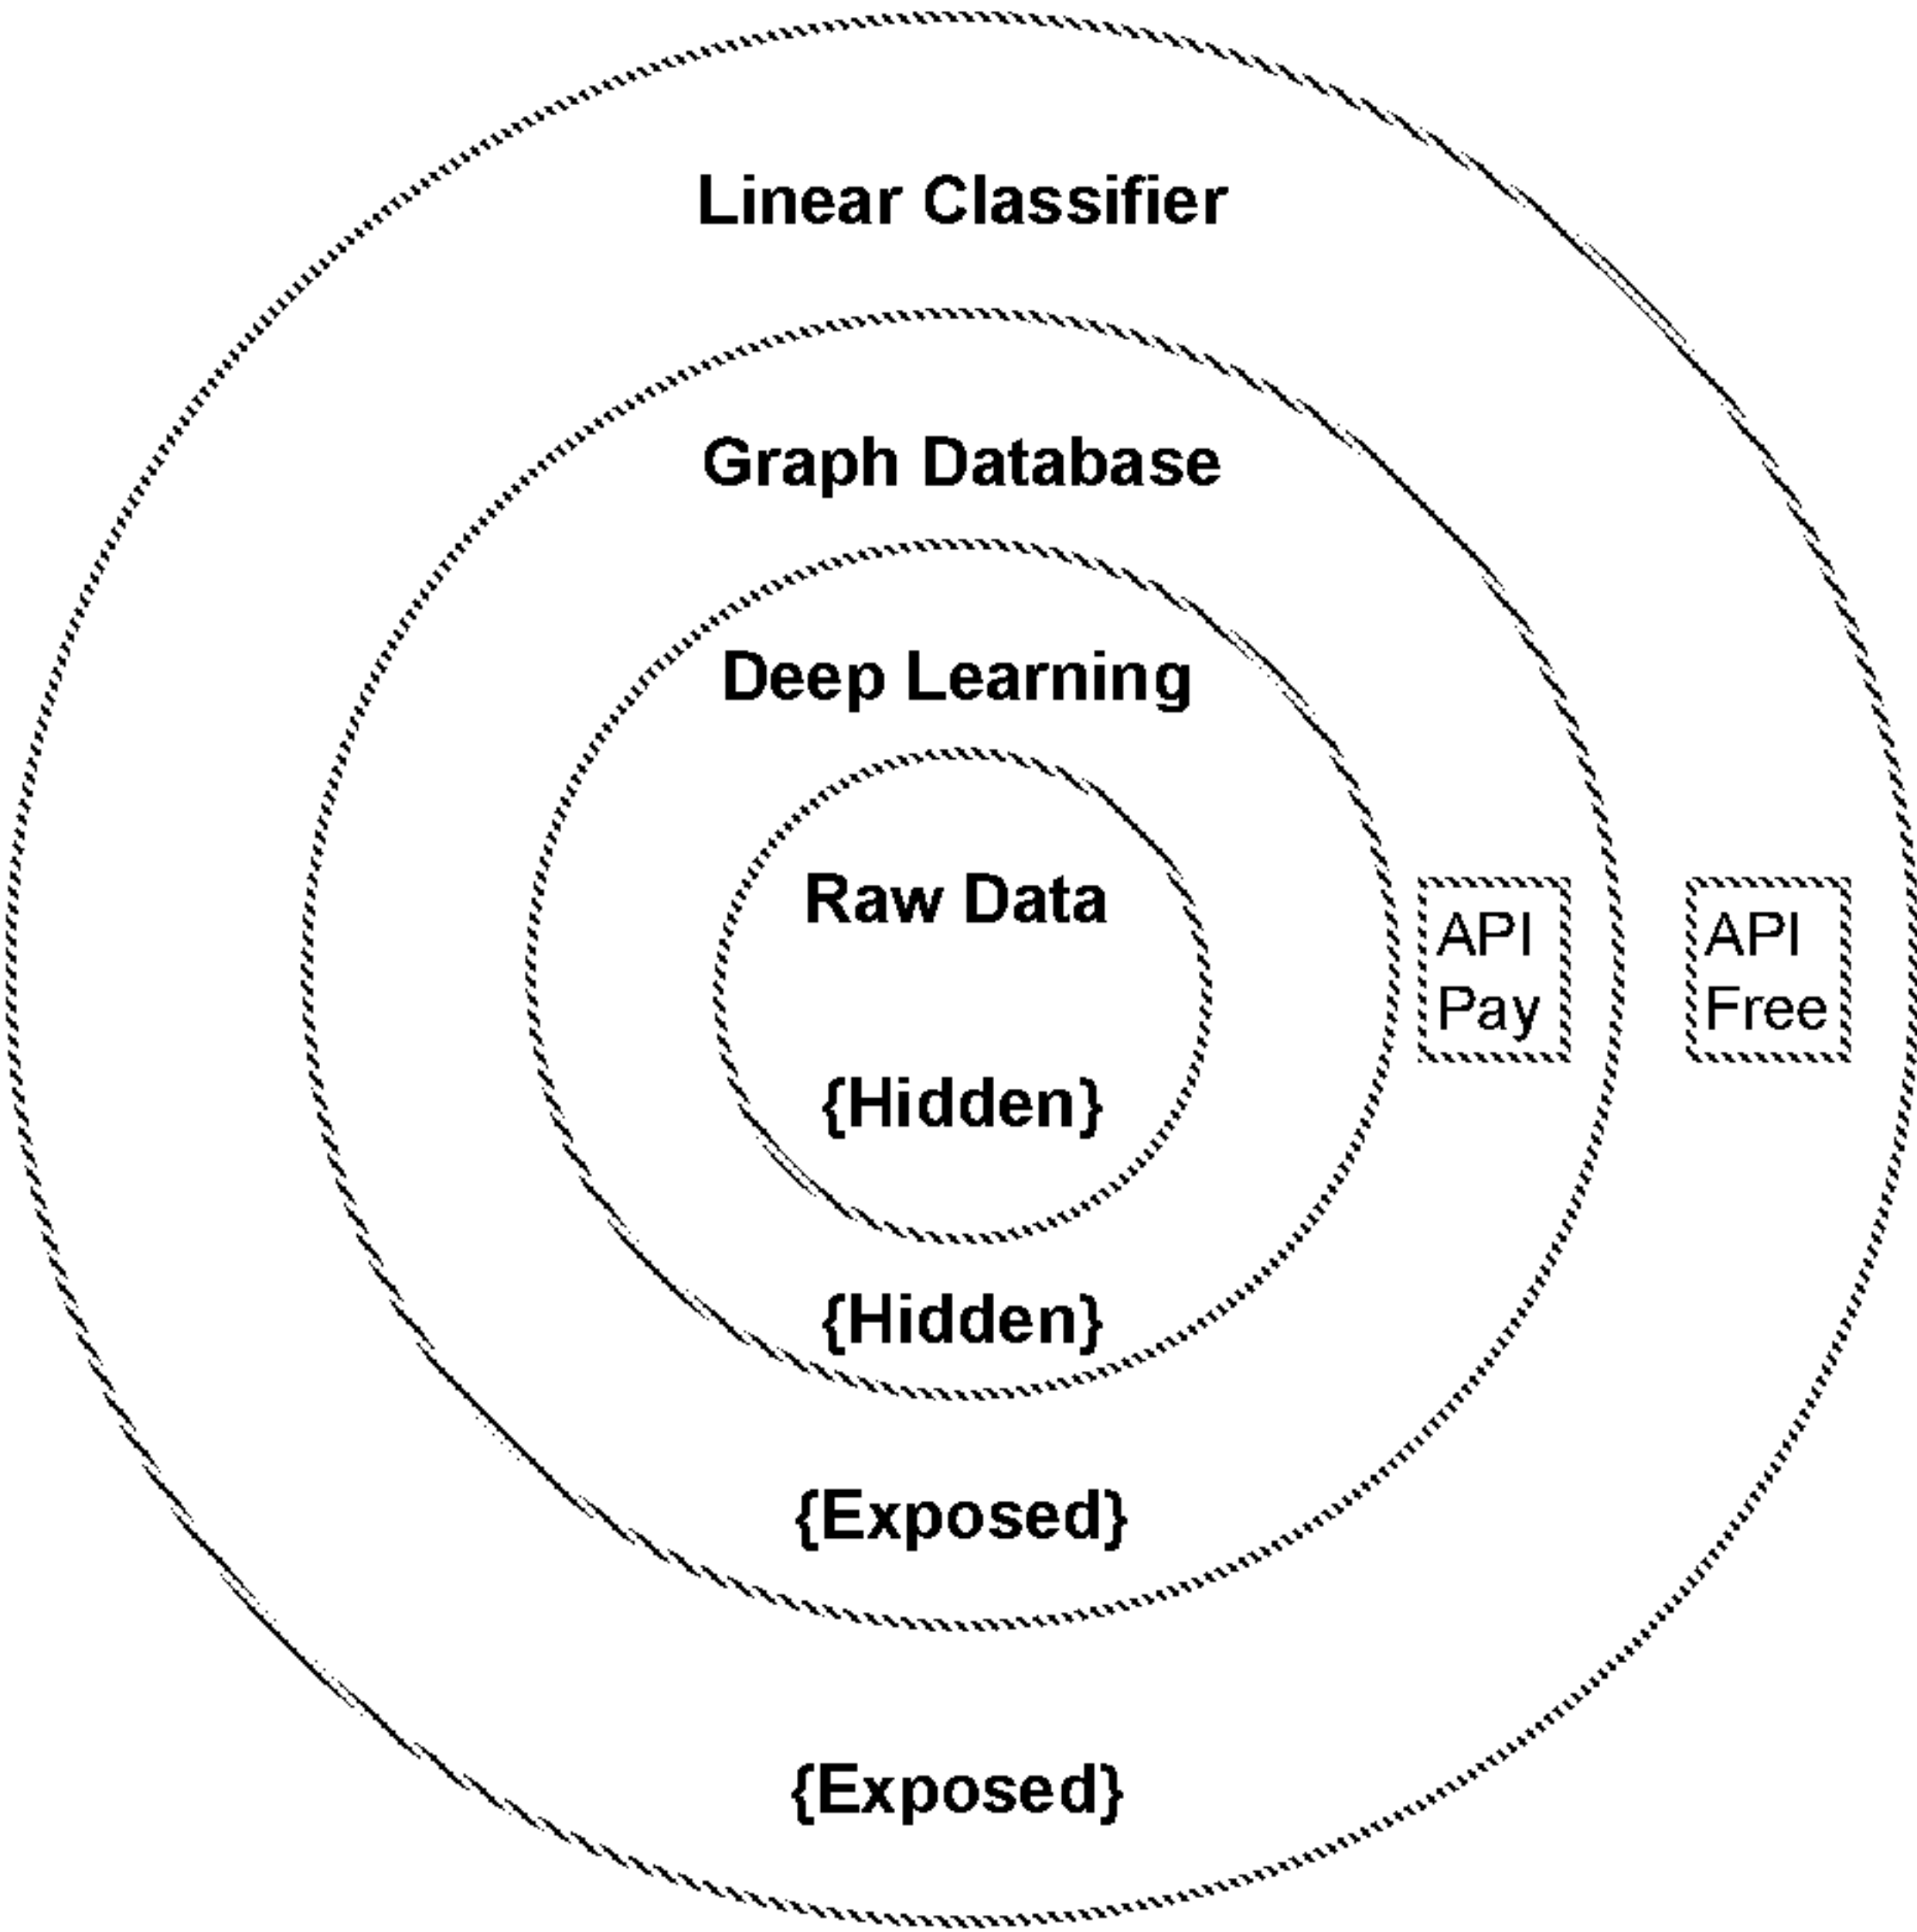 Linear Classifier
Graph Database
Deep Learning
Raw Data
API
Pay
API
Free
{Hidden}
{Hidden}
{Exposed}
{Exposed}